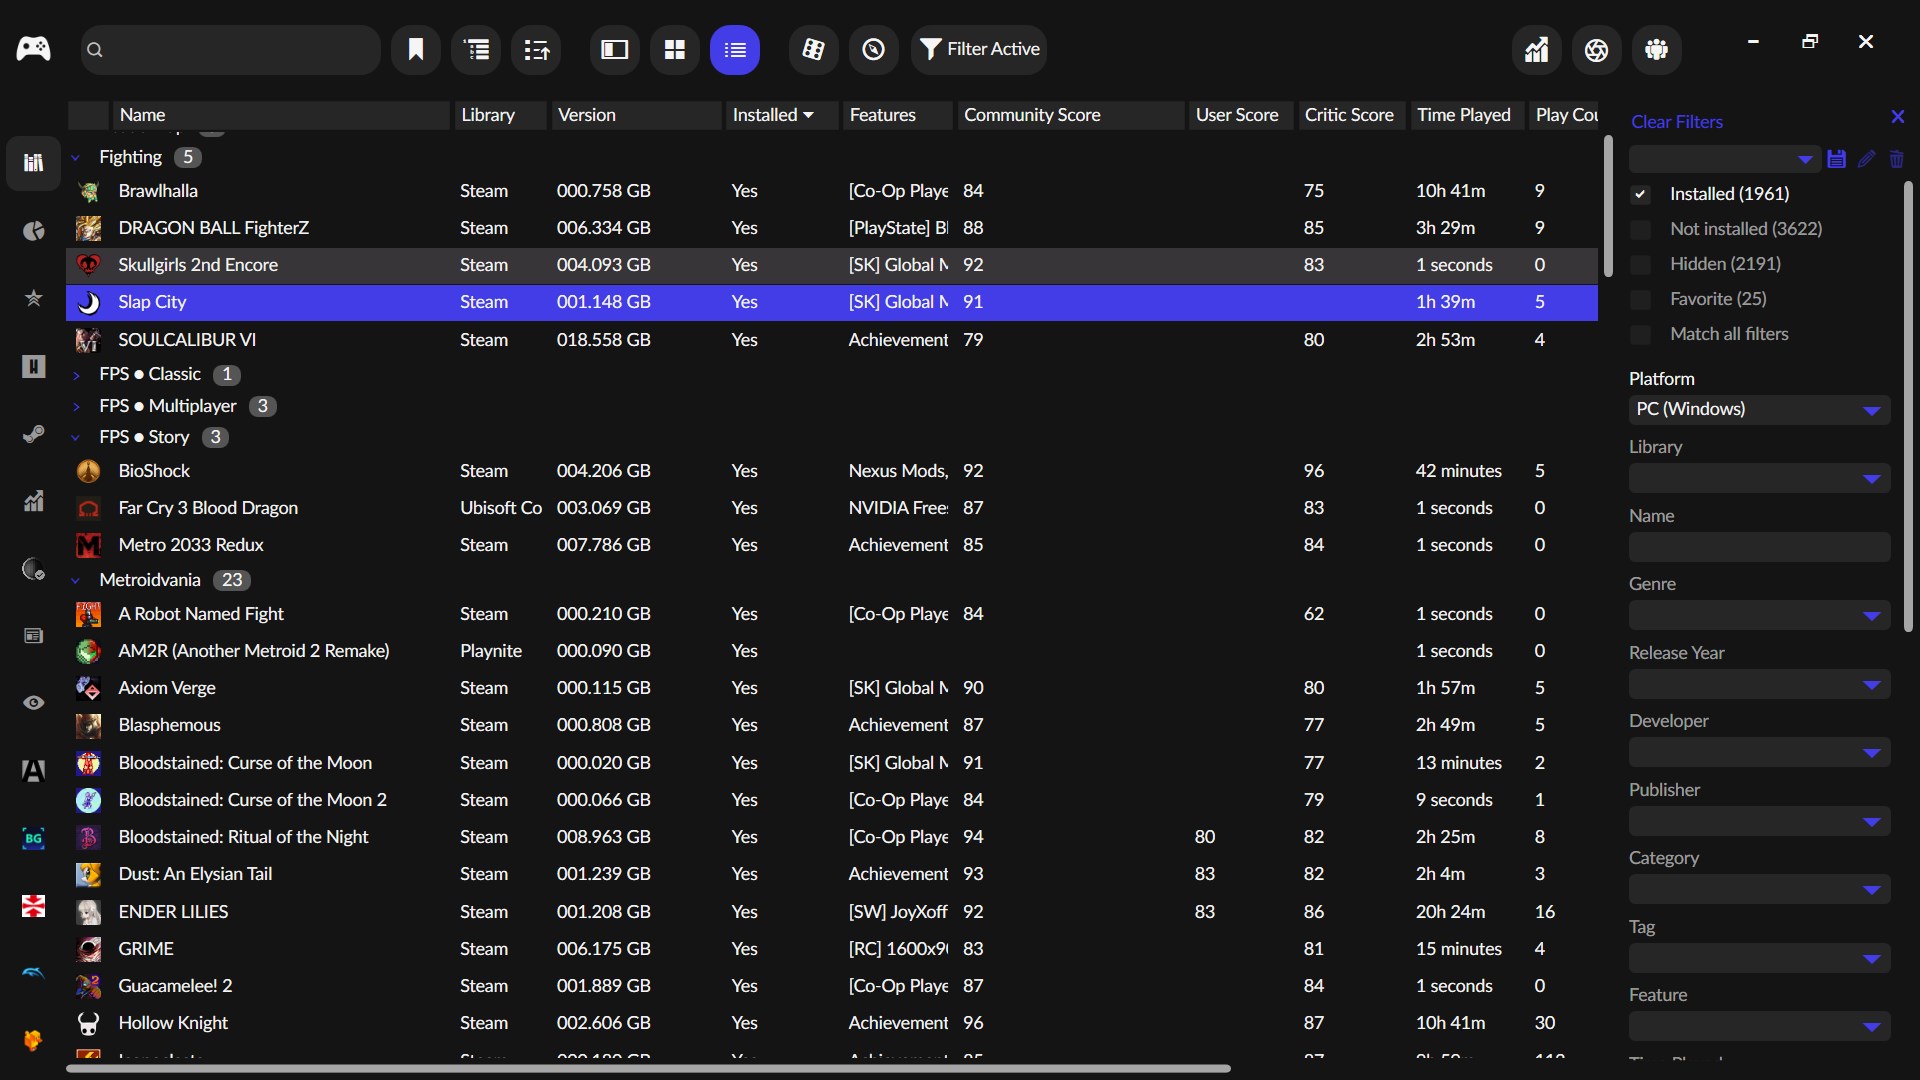 Filter Active
Name Library Version Installed Features Community Score User Score Critic Score Time Played Play Cou
Fighting 5
Brawlhalla Steam 000.758 GB Yes [Co-Op Playe 84 75 10h 41m 9
DRAGON BALL FighterZ Steam 006.334 GB Yes [PlayState] Bl 88 85 3h 29m 9
Skullgirls 2nd Encore Steam 004.093 GB Yes [SK] Global M 92 83 1 seconds 0
Slap City Steam 001.148 GB Yes [SK] Global M 91 1h 39m 5
SOULCALIBUR VI Steam 018.558 GB Yes Achievement 79 80 2h 53m 4
FPS ● Classic 1
FPS ● Multiplayer 3
FPS ● Story 3
BioShock Steam 004.206 GB Yes Nexus Mods, 92 96 42 minutes 5
Far Cry 3 Blood Dragon Ubisoft Co 003.069 GB Yes NVIDIA Free 87 83 1 seconds 0
Metro 2033 Redux Steam 007.786 GB Yes Achievement 85 84 1 seconds 0
Metroidvania 23
A Robot Named Fight Steam 000.210 GB Yes [Co-Op Playe 84 62 1 seconds 0
AM2R (Another Metroid 2 Remake) Playnite 000.090 GB Yes 1 seconds 0
Axiom Verge Steam 000.115 GB Yes [SK] Global M 90 80 1h 57m 5
Blasphemous Steam 000.808 GB Yes Achievement 87 77 2h 49m 5
Bloodstained: Curse of the Moon Steam 000.020 GB Yes [SK] Global M 91 77 13 minutes 2
Bloodstained: Curse of the Moon 2 Steam 000.066 GB Yes [Co-Op Playe 84 79 9 seconds 1
Bloodstained: Ritual of the Night Steam 008.963 GB Yes [Co-Op Playe 94 80 82 2h 25m 8
Dust: An Elysian Tail Steam 001.239 GB Yes Achievement 93 83 82 2h 4m 3
ENDER LILIES Steam 001.208 GB Yes [SW] JoyXoff 92 83 86 20h 24m 16
GRIME Steam 006.175 GB Yes [RC] 1600x90 83 81 15 minutes 4
Guacamelee! 2 Steam 001.889 GB Yes [Co-Op Playe 87 84 1 seconds 0
Hollow Knight Steam 002.606 GB Yes Achievement 96 87 10h 41m 30
BG
Clear Filters
Installed (1961)
Not installed (3622)
Hidden (2191)
Favorite (25)
Match all filters
Platform
PC (Windows)
Library
Name
Genre
Release Year
Developer
Publisher
Category
Tag
Feature